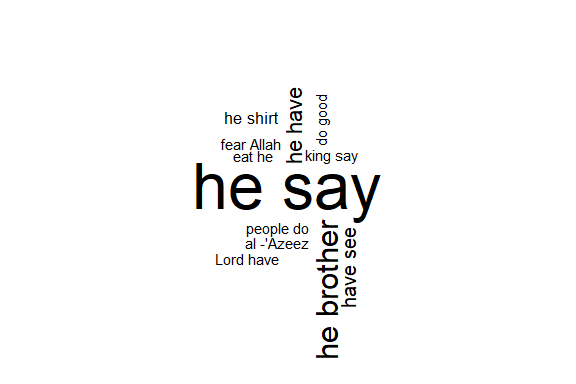 he have
do good
he shirt
fear Allah
eat he
king say
he say
people do
al -'Azeez
Lord have
he brother
have see